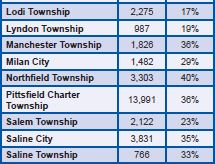 Lodi Township 2,275 17%
Lyndon Township 987 19%
Manchester Township 1,826 36%
Milan City 1,482 29%
Northfield Township 3,303 40%
Pittsfield Charter
Township 13,991 36%
Salem Township 2,122 23%
Saline City 3,831 35%
Saline Township 766 33%